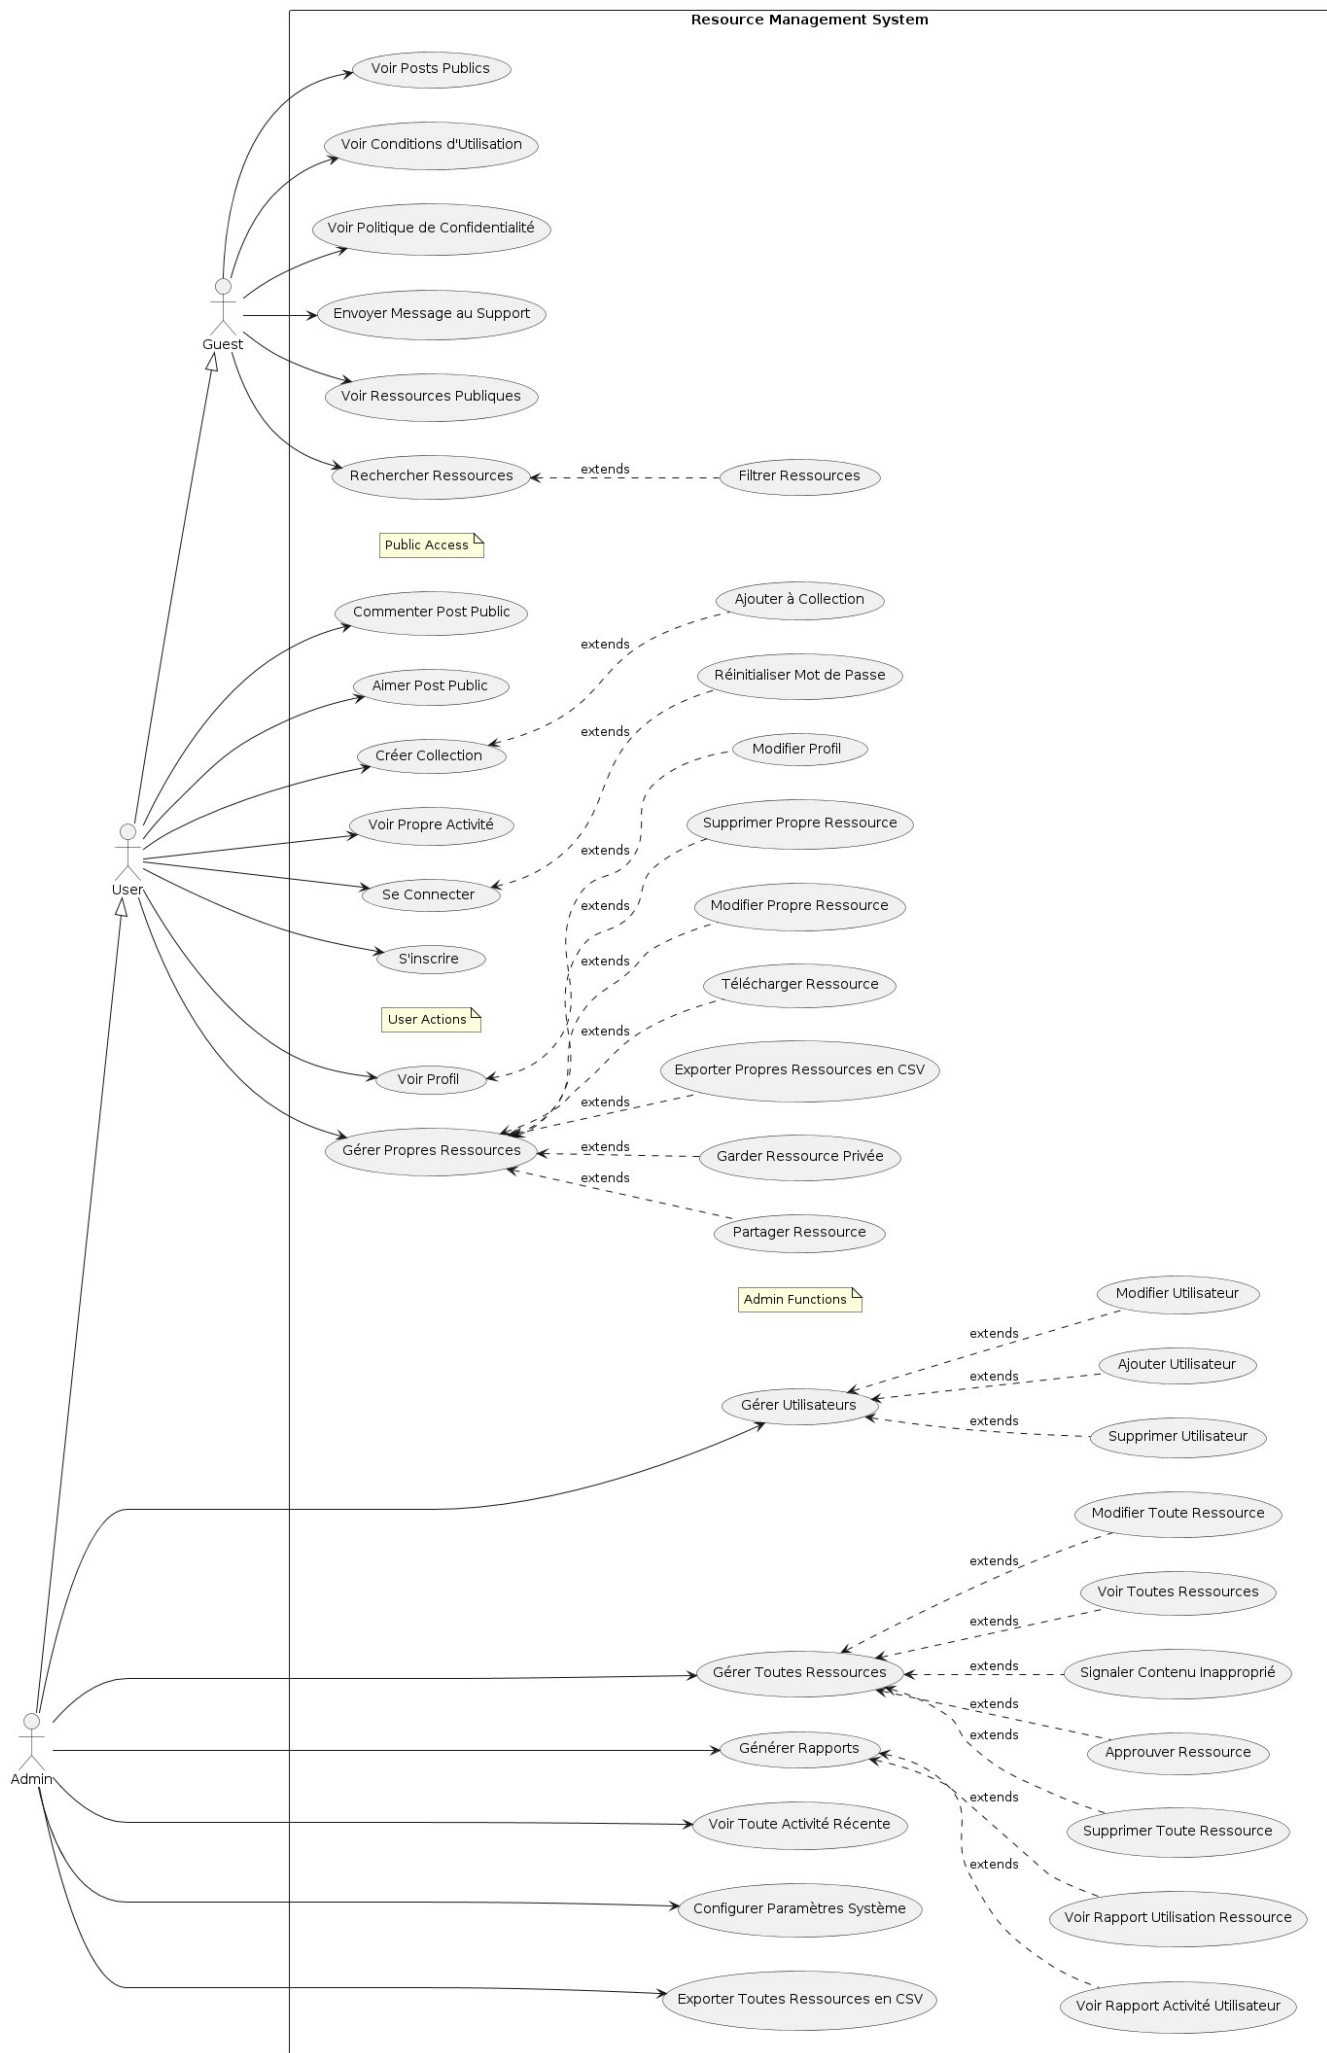 Resource Management System
Voir Posts Publics
Voir Conditions d'Utilisation
Voir Politique de Confidentialité
Envoyer Message au Support
Guest
Voir Ressources Publiques
Rechercher Ressources
extends
Filtrer Ressources
Public Access
Commenter Post Public
Ajouter à Collection
extends
Aimer Post Public
Réinitialiser Mot de Passe
extends
Créer Collection
Modifier Profil
Voir Propre Activité
extends
Supprimer Propre Ressource
User
Se Connecter
extends
Modifier Propre Ressource
S'inscrire
extends
Télécharger Ressource
User Actions
extends
Voir Profil
extends
Exporter Propres Ressources en CSV
Gérer Propres Ressources
extends
Garder Ressource Privée
extends
Partager Ressource
Admin Functions
Modifier Utilisateur
extends
Ajouter Utilisateur
extends
Gérer Utilisateurs
extends
Supprimer Utilisateur
Modifier Toute Ressource
extends
Voir Toutes Ressources
extends
Gérer Toutes Ressources
extends
Signaler Contenu Inapproprié
extends
extends
Générer Rapports
Approuver Ressource
Admin
extends
Voir Toute Activité Récente
Supprimer Toute Ressource
extends
Configurer Paramètres Système
Voir Rapport Utilisation Ressource
Exporter Toutes Ressources en CSV
Voir Rapport Activité Utilisateur